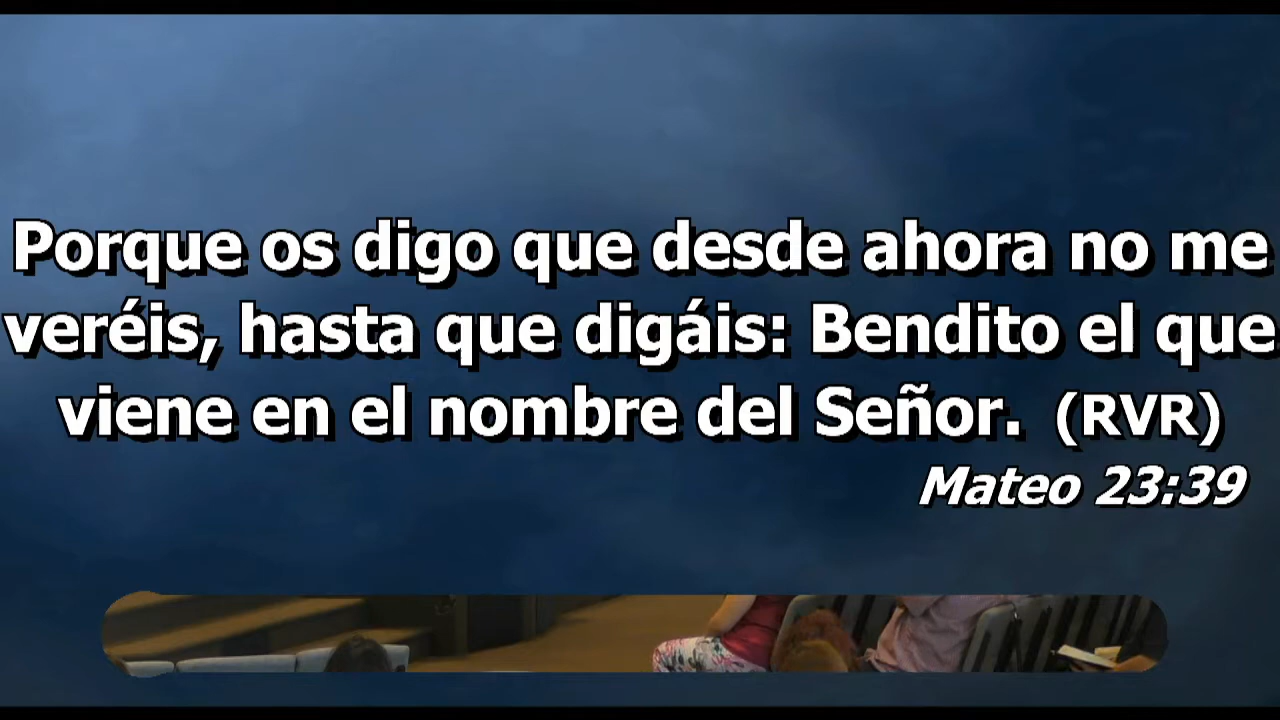 Porque os digo que desde ahora no me
veréis, hasta que digáis: Bendito el que
viene en el nombre del Señor. (RVR)
Mateo 23:39